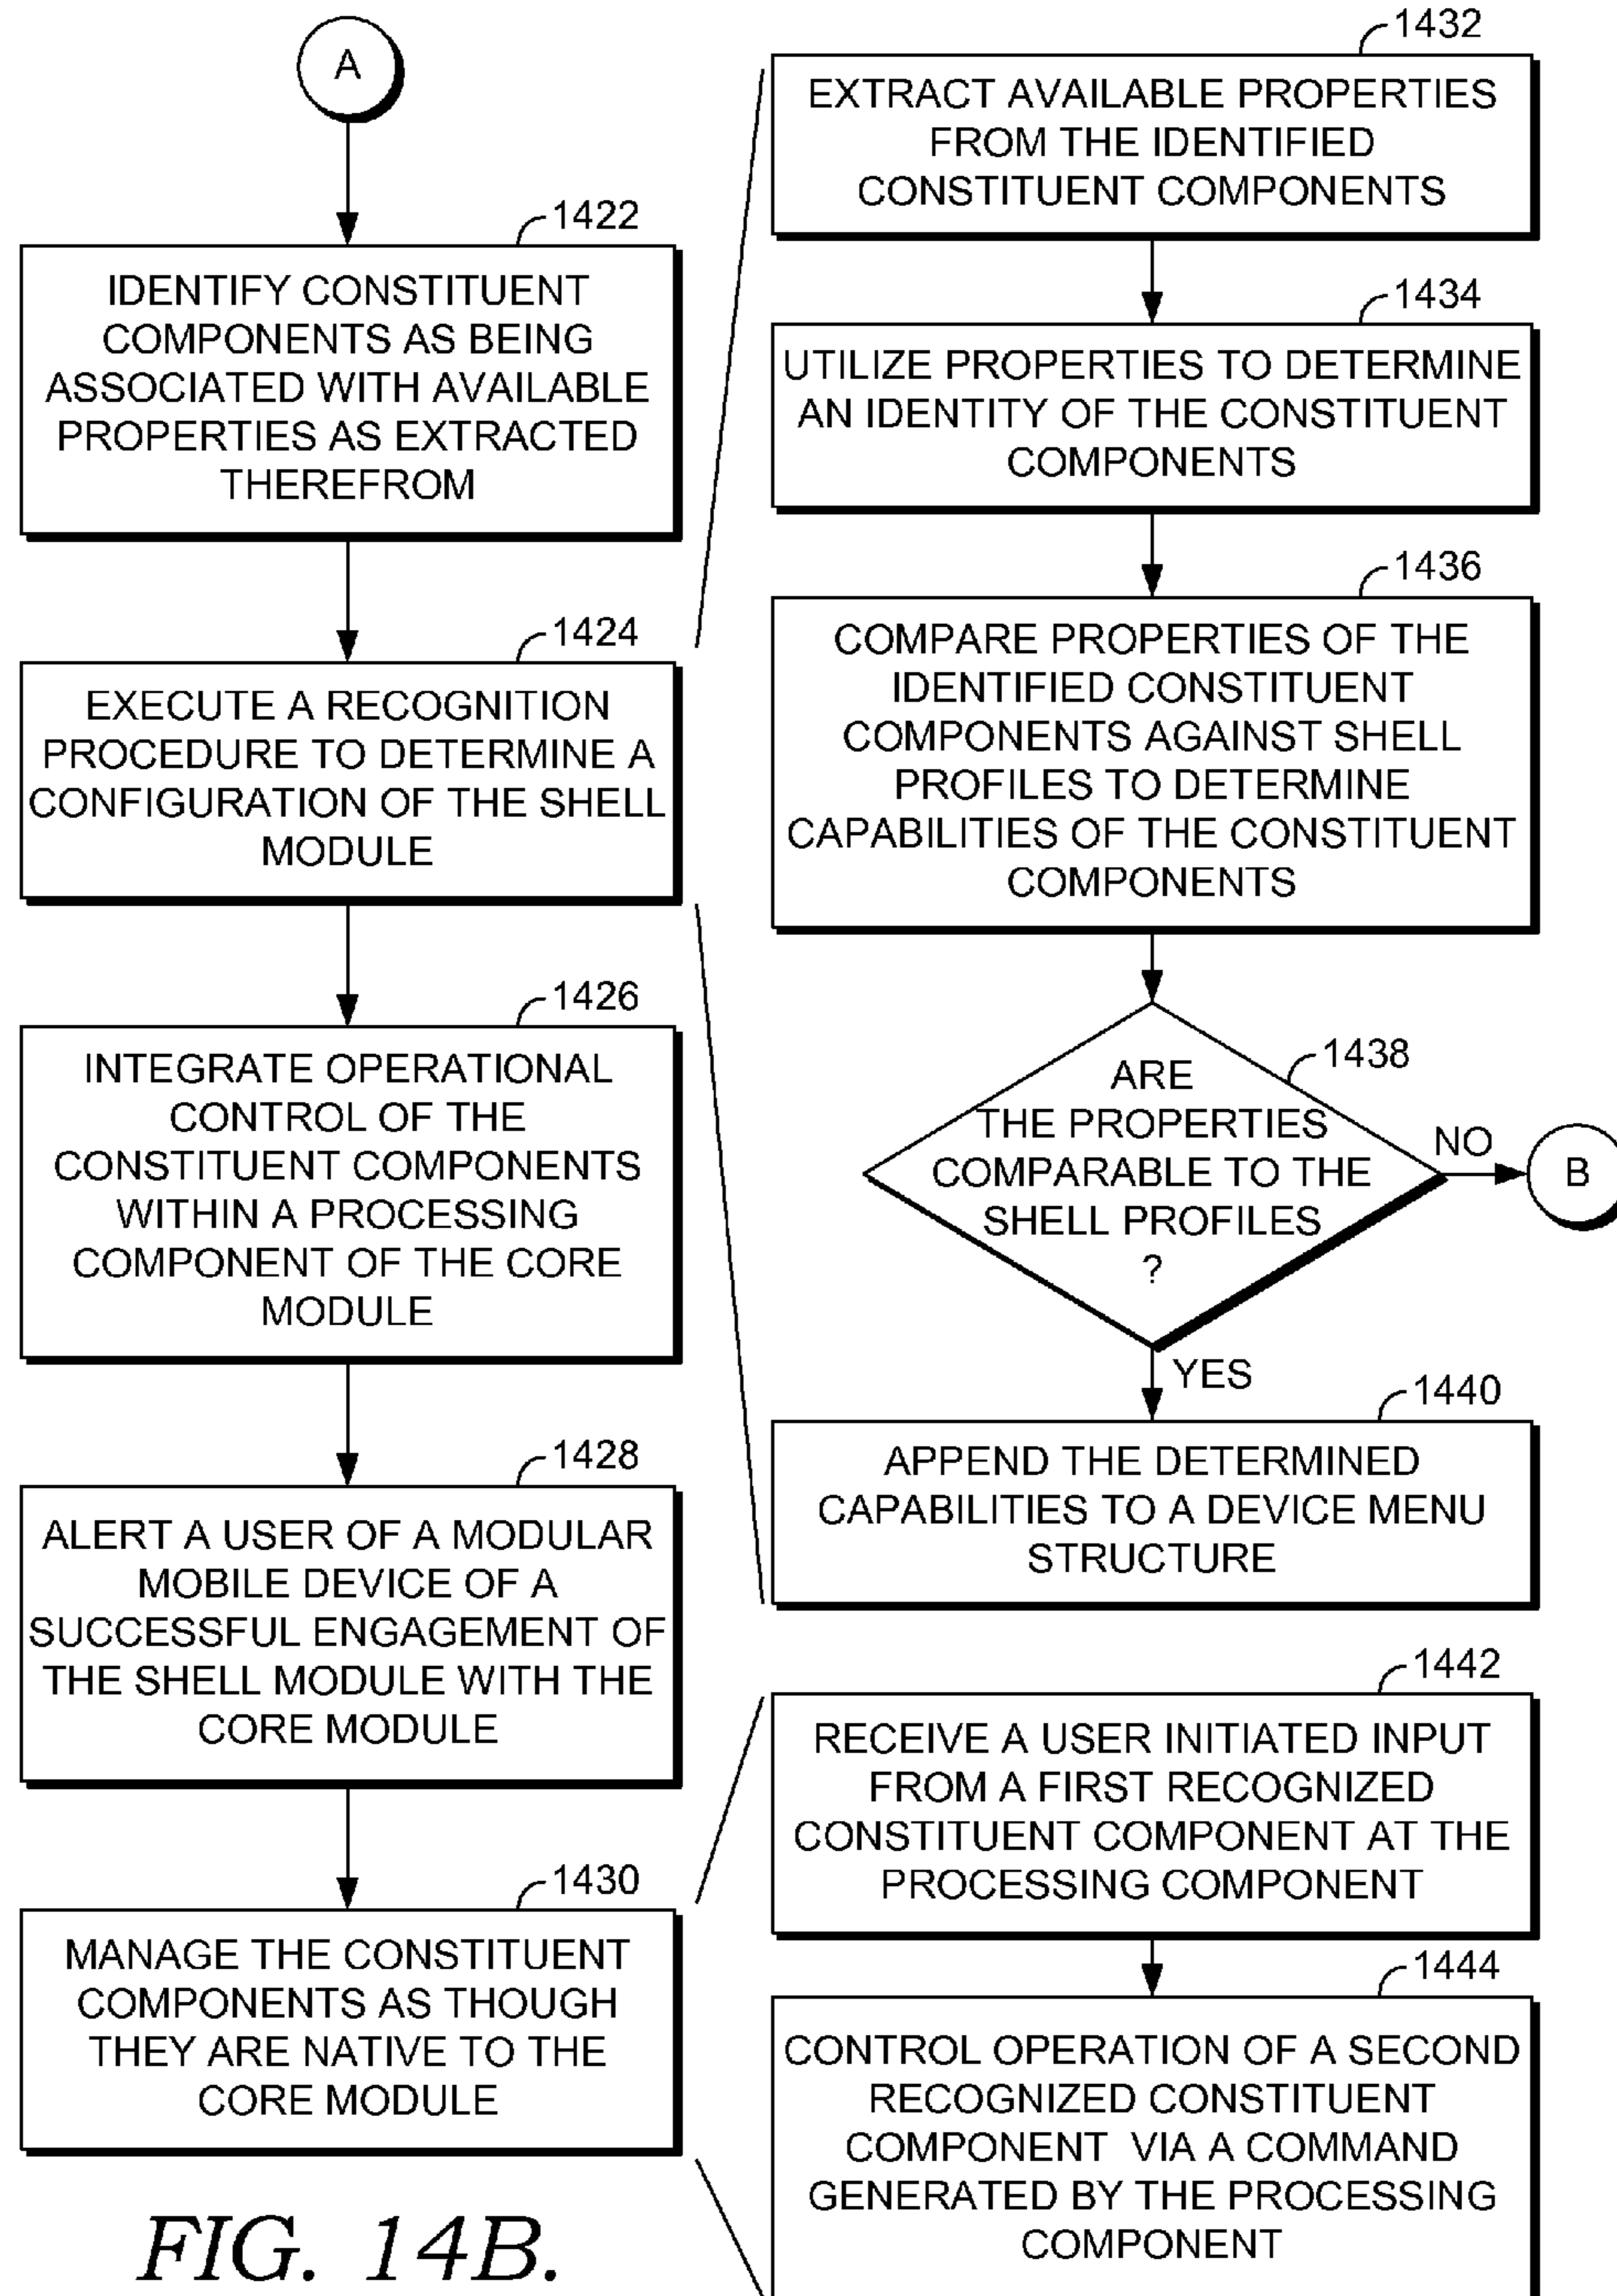 A
1422
IDENTIFY CONSTITUENT
COMPONENTS AS BEING
ASSOCIATED WITH AVAILABLE
PROPERTIES AS EXTRACTED
THEREFROM
1424
EXECUTE A RECOGNITION
PROCEDURE TO DETERMINE A
CONFIGURATION OF THE SHELL
MODULE
1426
INTEGRATE OPERATIONAL
CONTROL OF THE
CONSTITUENT COMPONENTS
WITHIN A PROCESSING
COMPONENT OF THE CORE
MODULE
1428
ALERT A USER OF A MODULAR
MOBILE DEVICE OF A
SUCCESSFUL ENGAGEMENT OF
THE SHELL MODULE WITH THE
CORE MODULE
1430
MANAGE THE CONSTITUENT
COMPONENTS AS THOUGH
THEY ARE NATIVE TO THE
CORE MODULE
1432
EXTRACT AVAILABLE PROPERTIES
FROM THE IDENTIFIED
CONSTITUENT COMPONENTS
1434
UTILIZE PROPERTIES TO DETERMINE
AN IDENTITY OF THE CONSTITUENT
COMPONENTS
1436
COMPARE PROPERTIES OF THE
IDENTIFIED CONSTITUENT
COMPONENTS AGAINST SHELL
PROFILES TO DETERMINE
CAPABILITIES OF THE CONSTITUENT
COMPONENTS
1438
ARE
THE PROPERTIES
COMPARABLE TO THE
SHELL PROFILES
?
NO
B
YES
1440
APPEND THE DETERMINED
CAPABILITIES TO A DEVICE MENU
STRUCTURE
1442
RECEIVE A USER INITIATED INPUT
FROM A FIRST RECOGNIZED
CONSTITUENT COMPONENT AT THE
PROCESSING COMPONENT
1444
CONTROL OPERATION OF A SECOND
RECOGNIZED CONSTITUENT
COMPONENT VIA A COMMAND
GENERATED BY THE PROCESSING
COMPONENT
FIG. 14B.